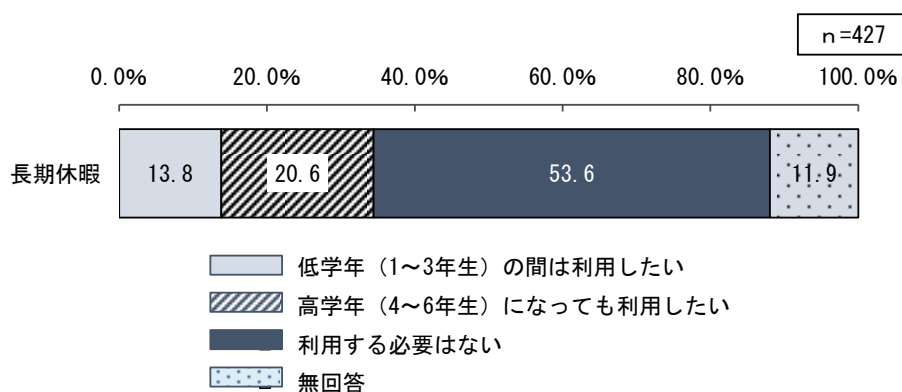 ｎ=427
0.0% 20.0% 40.0% 60.0% 80.0% 100.0%
長期休暇 13.8 20.6 53.6 11.9
低学年（1～3年生）の間は利用したい
高学年（4～6年生）になっても利用したい
利用する必要はない
無回答